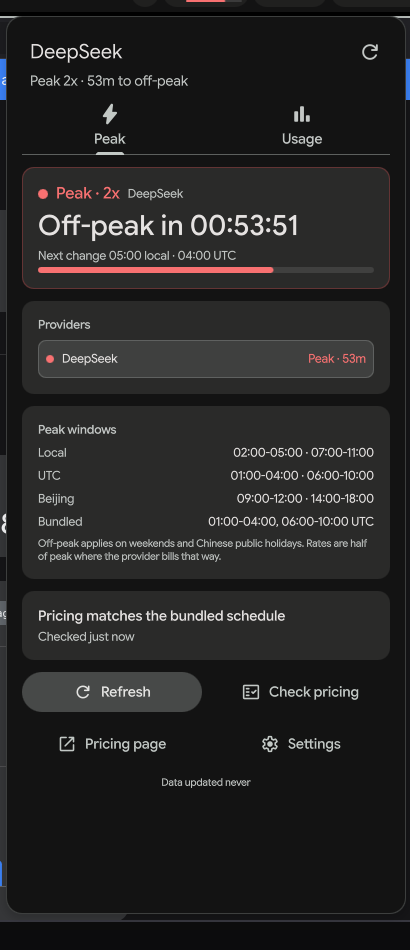 DeepSeek
Peak 2x · 53m to off-peak
Peak
Usage
Peak · 2x DeepSeek
Off-peak in 00:53:51
Next change 05:00 local · 04:00 UTC
Providers
DeepSeek Peak · 53m
Peak windows
Local 02:00-05:00 · 07:00-11:00
UTC 01:00-04:00 · 06:00-10:00
Beijing 09:00-12:00 · 14:00-18:00
Bundled 01:00-04:00, 06:00-10:00 UTC
Off-peak applies on weekends and Chinese public holidays. Rates are half
of peak where the provider bills that way.
Pricing matches the bundled schedule
Checked just now
Refresh
Check pricing
Pricing page
Settings
Data updated never